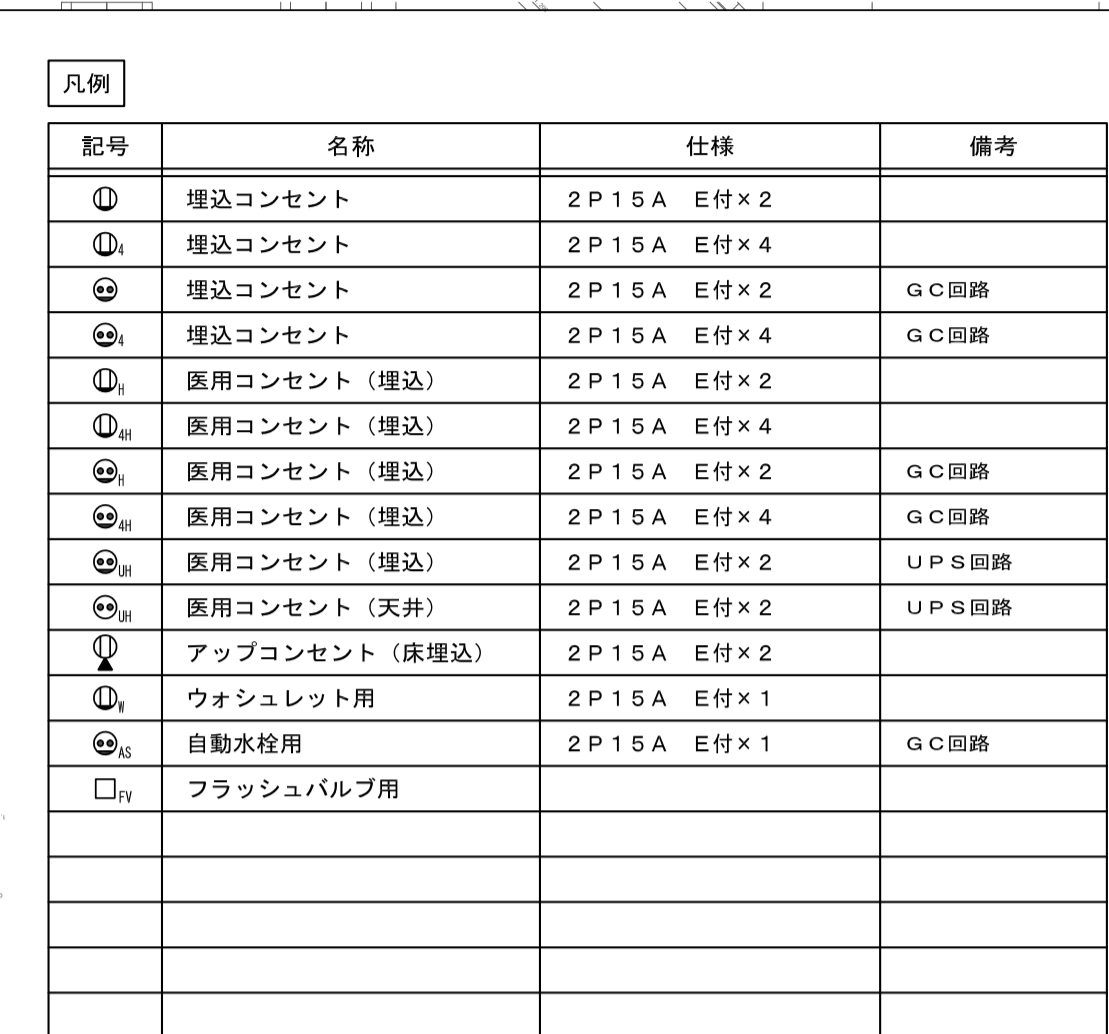 凡例
記号 名称 仕様 備考
埋込コンセント 2P15A E付×2
4 埋込コンセント 2P15A E付×4
埋込コンセント 2P15A E付×2 GC回路
4 埋込コンセント 2P15A E付×4 GC回路
H 医用コンセント(埋込) 2P15A E付×2
4H 医用コンセント(埋込) 2P15A E付×4
H 医用コンセント(埋込) 2P15A E付×2 GC回路
4H 医用コンセント(埋込) 2P15A E付×4 GC回路
UH 医用コンセント(埋込) 2P15A E付×2 UPS回路
UH 医用コンセント(天井) 2P15A E付×2 UPS回路
アップコンセント(床埋込) 2P15A E付×2
W ウォシュレット用 2P15A E付×1
AS 自動水栓用 2P15A E付×1 GC回路
FV フラッシュバルブ用